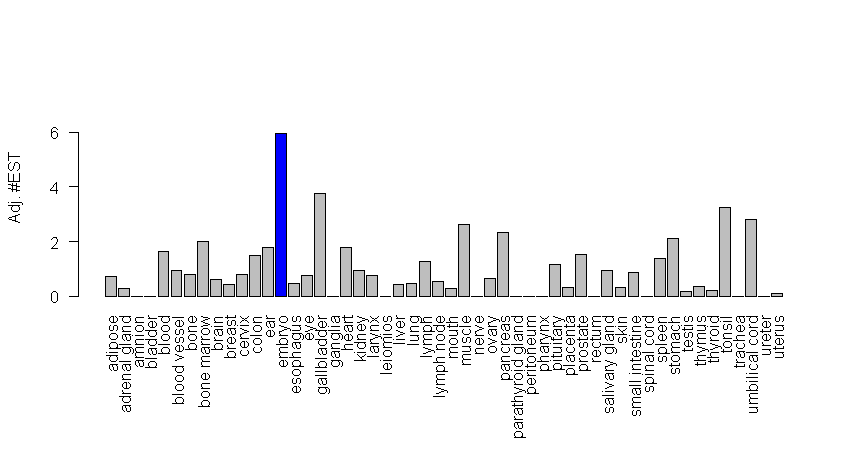 Adj. #EST
6
4
2
0
adipose
adrenal gland
amnion
bladder
blood
blood vessel
bone
bone marrow
brain
breast
cervix
colon
ear
embryo
esophagus
eye
gallbladder
ganglia
heart
kidney
larynx
leiomios
liver
lung
lymph
lymph node
mouth
muscle
nerve
ovary
pancreas
parathyroid gland
peritoneum
pharynx
pituitary
placenta
prostate
rectum
salivary gland
skin
small intestine
spinal cord
spleen
stomach
testis
thymus
thyroid
tonsil
trachea
umbilical cord
ureter
uterus